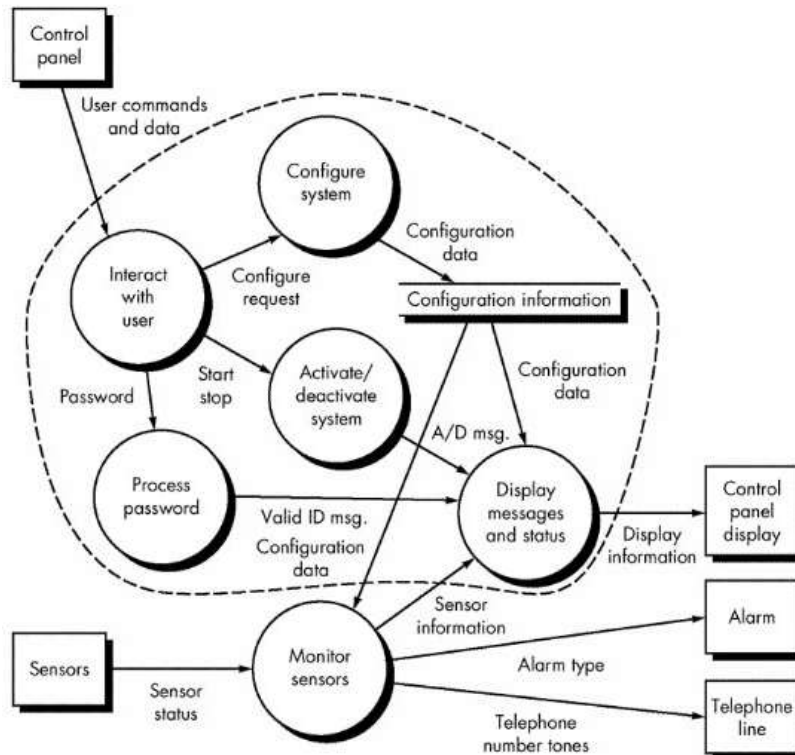 Control
panel
User commands
and data
Configure
system
Configuration
data
Interact
with
user
Configure
request
Configuration information
Start
stop
Activate/
deactivate
system
Configuration
data
Password
A/D msg.
Process
password
Valid ID msg.
Display
messages
and status
Control
panel
display
Display
information
Configuration
data
Sensor
information
Sensors
Sensor
status
Monitor
sensors
Alarm
Alarm type
Telephone
line
Telephone
number tones